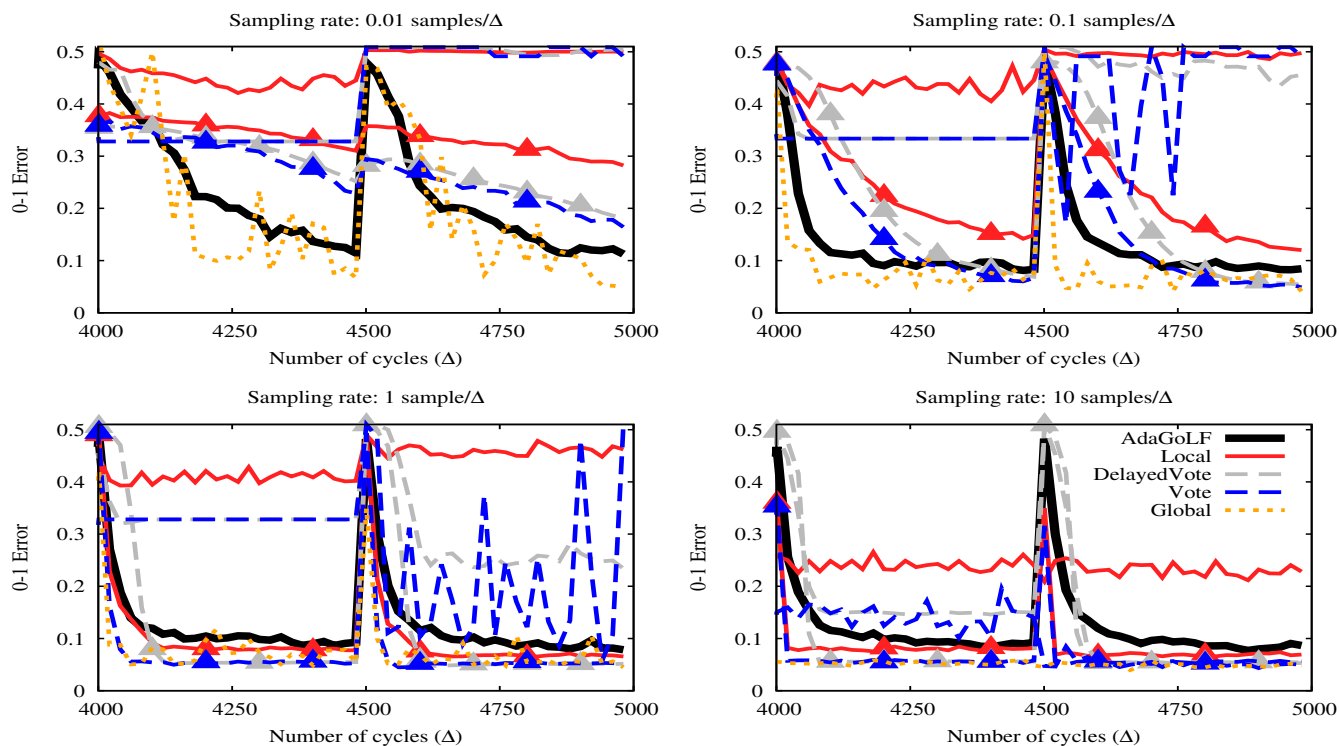 Sampling rate: 0.01 samples/Δ
0-1 Error
0.5
0.4
0.3
0.2
0.1
0
4000
4250
4500
4750
5000
Number of cycles (Δ)
Sampling rate: 0.1 samples/Δ
0-1 Error
0.5
0.4
0.3
0.2
0.1
0
4000
4250
4500
4750
5000
Number of cycles (Δ)
Sampling rate: 1 sample/Δ
0-1 Error
0.5
0.4
0.3
0.2
0.1
0
4000
4250
4500
4750
5000
Number of cycles (Δ)
Sampling rate: 10 samples/Δ
0-1 Error
0.5
0.4
0.3
0.2
0.1
0
AdaGoLF
Local
DelayedVote
Vote
Global
4000
4250
4500
4750
5000
Number of cycles (Δ)